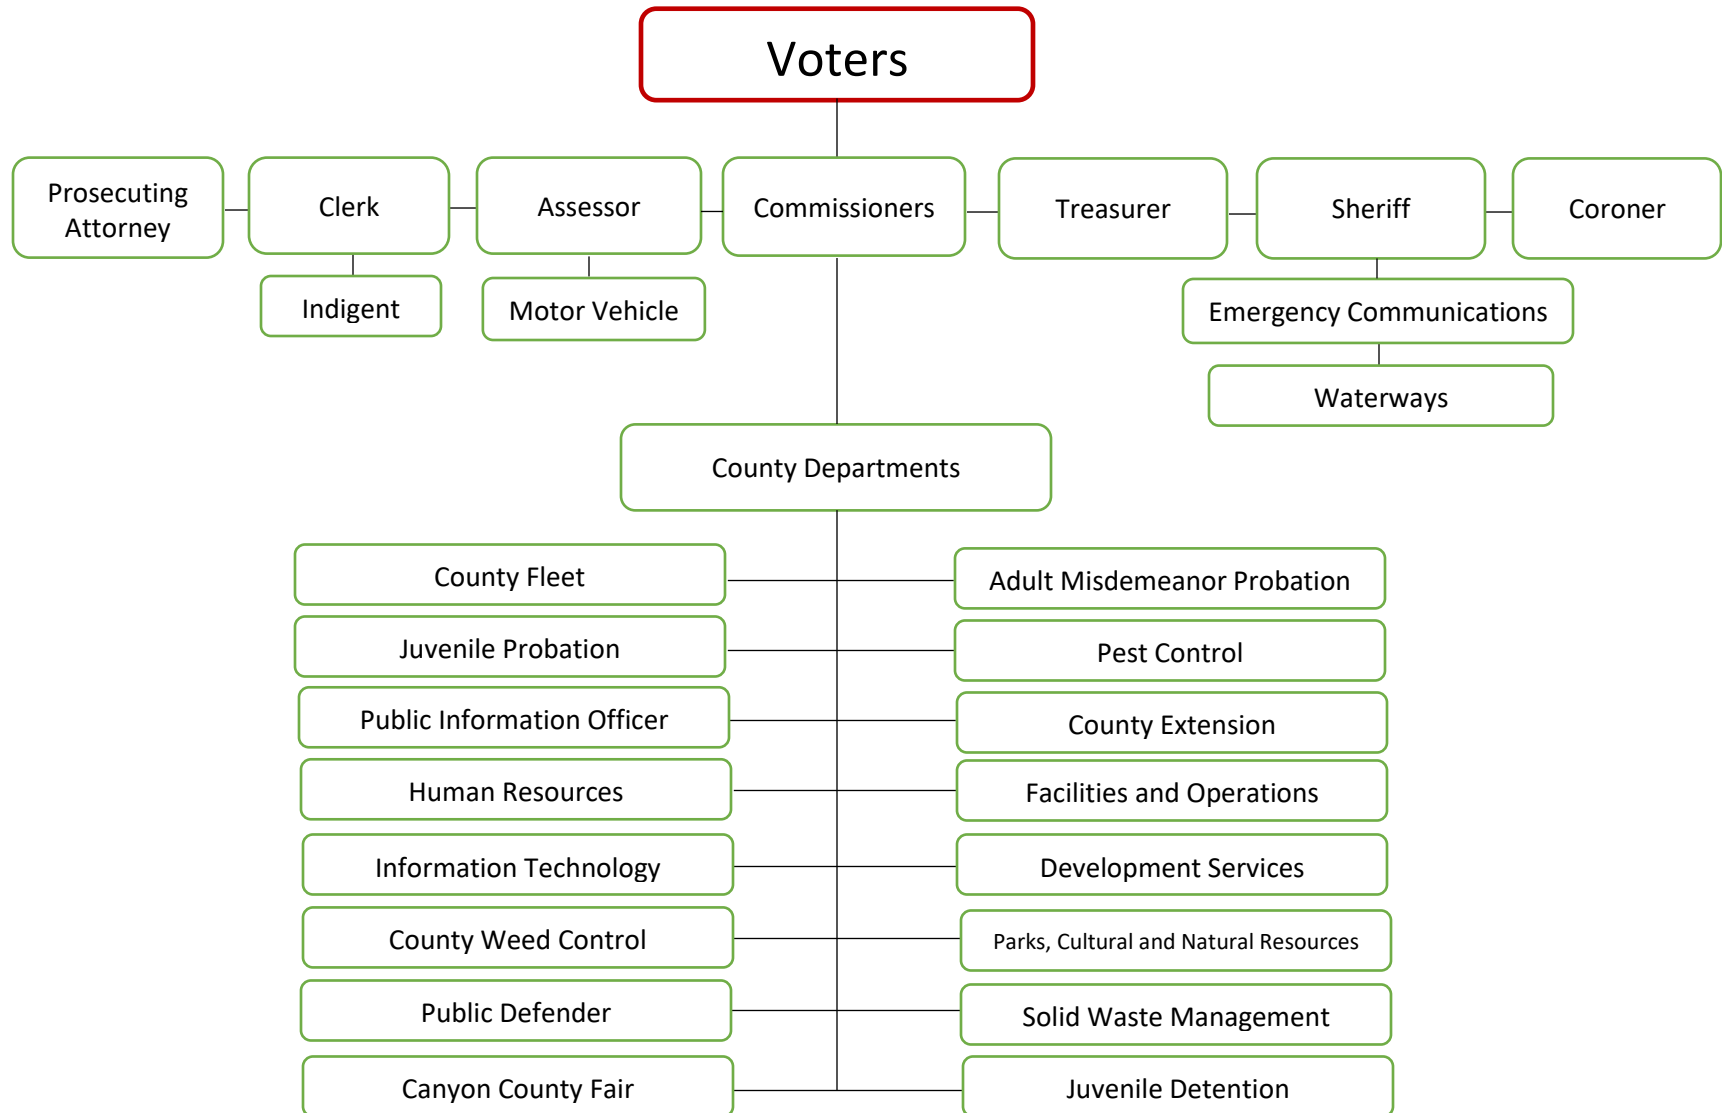 Voters
Prosecuting
Attorney
Clerk
Assessor
Commissioners
Treasurer
Sheriff
Coroner
Indigent
Motor Vehicle
Emergency Communications
Waterways
County Departments
County Fleet
Adult Misdemeanor Probation
Juvenile Probation
Pest Control
Public Information Officer
County Extension
Human Resources
Facilities and Operations
Information Technology
Development Services
County Weed Control
Parks, Cultural and Natural Resources
Public Defender
Solid Waste Management
Canyon County Fair
Juvenile Detention